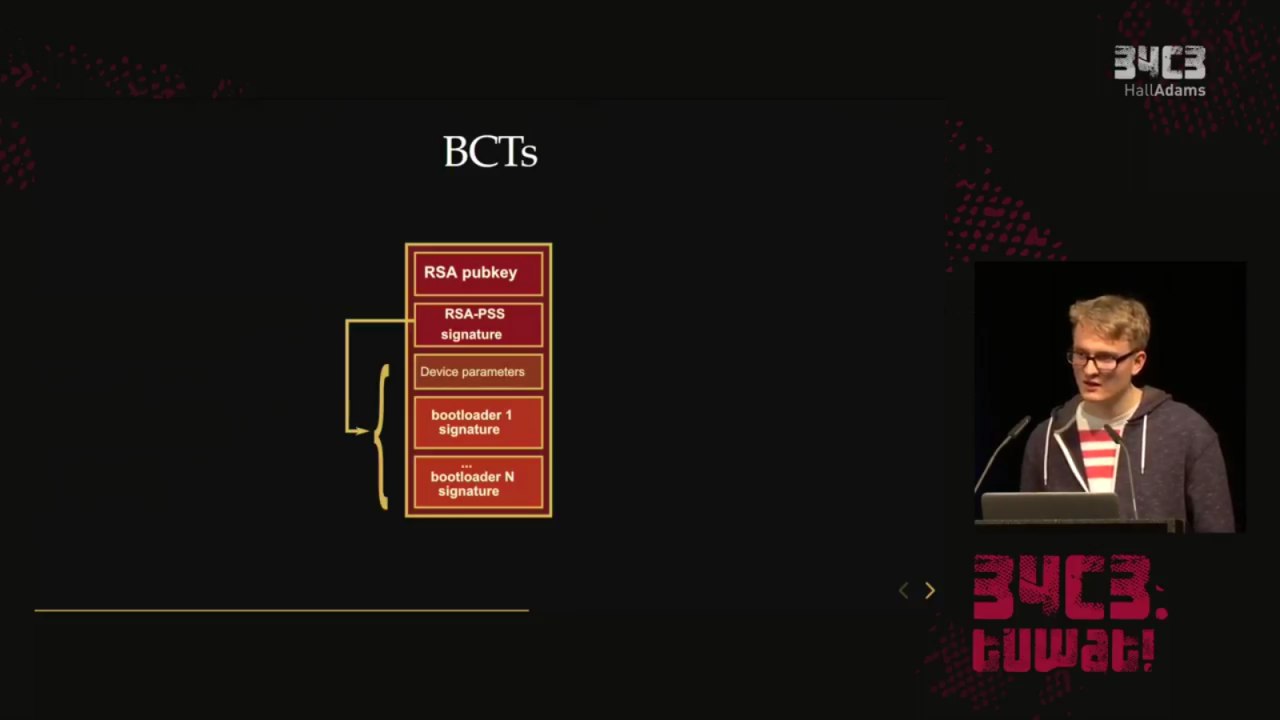 34C3
HallAdams
BCTs
RSA pubkey
RSA-PSS
signature
Device parameters
bootloader 1
signature
...
bootloader N
signature
34C3.
tuwat!